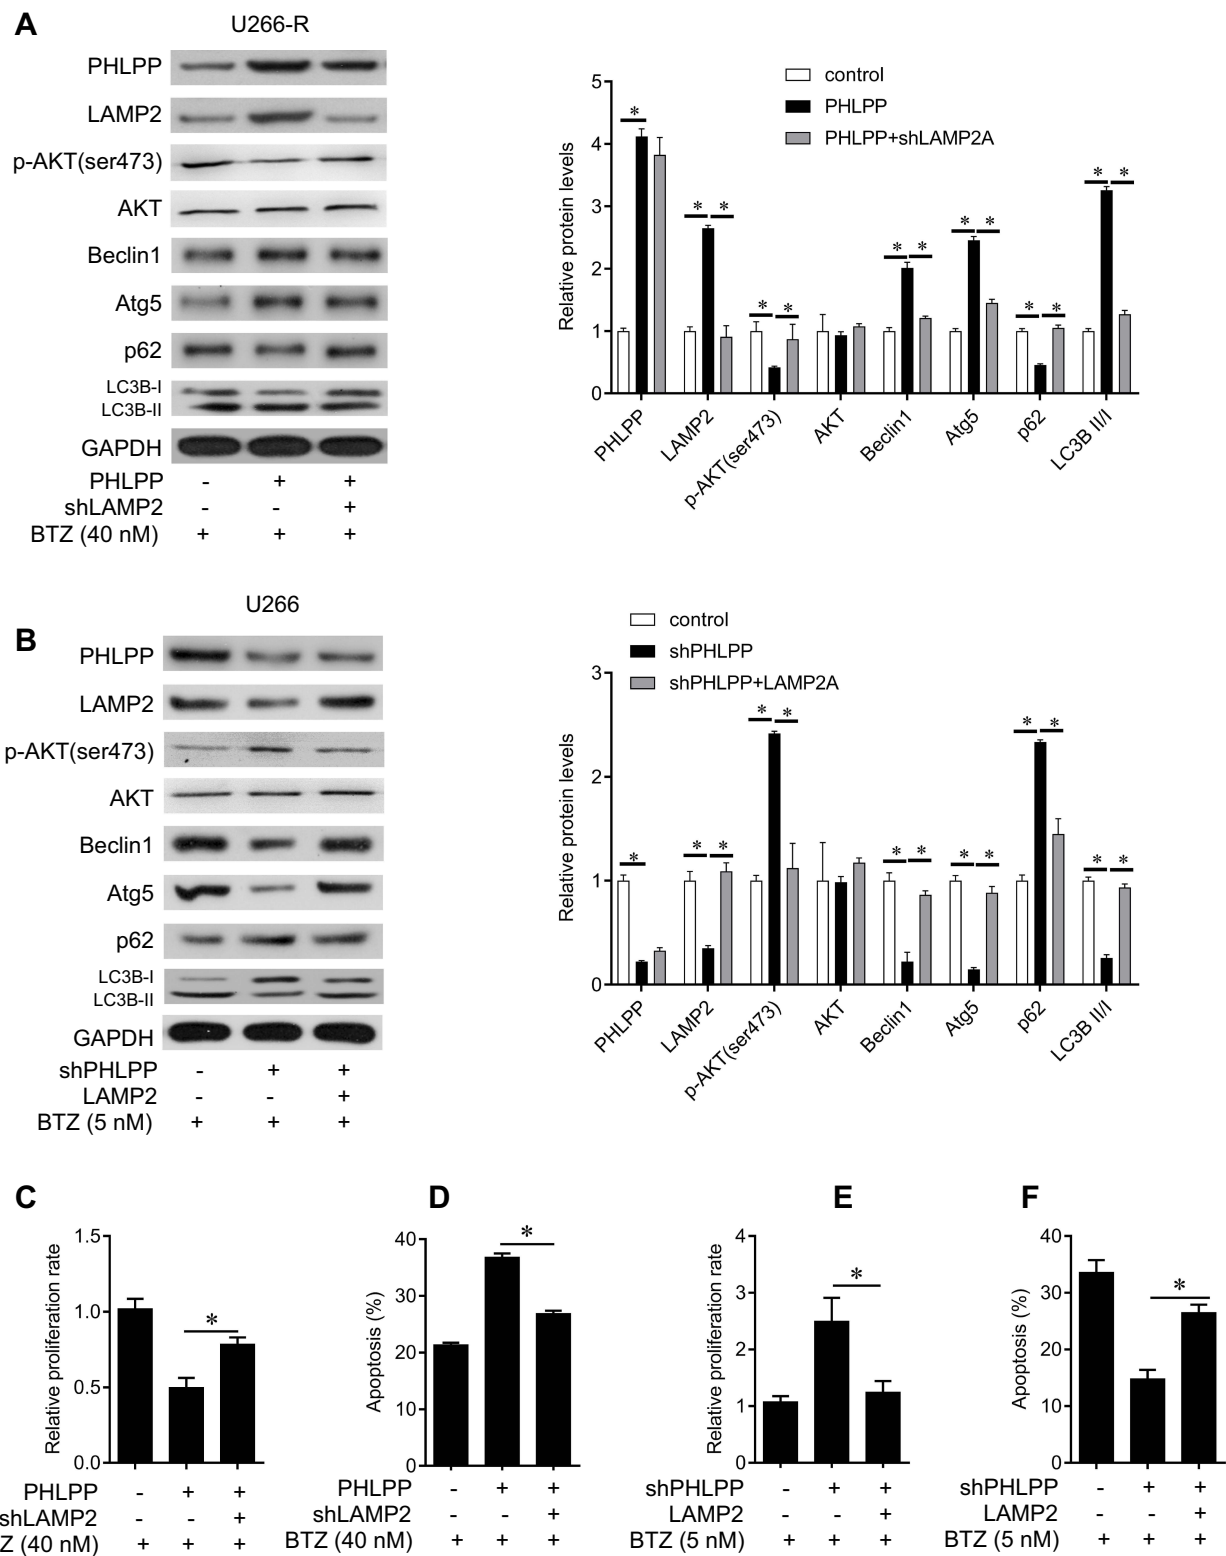 A
U266-R
PHLPP
LAMP2
p-AKT(ser473)
AKT
Beclin1
Atg5
p62
LC3B-I
LC3B-II
GAPDH
PHLPP - + +
shLAMP2 - - +
BTZ (40 nM) + + +
control
PHLPP
PHLPP+shLAMP2A
Relative protein levels
5
4
3
2
1
0
* * * * * * * * * * * * *
PHLPP LAMP2 p-AKT(ser473) AKT Beclin1 Atg5 p62 LC3B II/I
B
U266
PHLPP
LAMP2
p-AKT(ser473)
AKT
Beclin1
Atg5
p62
LC3B-I
LC3B-II
GAPDH
shPHLPP - + +
LAMP2 - - +
BTZ (5 nM) + + +
control
shPHLPP
shPHLPP+LAMP2A
Relative protein levels
3
2
1
0
* * * * * * * * * * * * *
PHLPP LAMP2 p-AKT(ser473) AKT Beclin1 Atg5 p62 LC3B II/I
C
Relative proliferation rate
1.5
1.0
0.5
0.0
*
PHLPP - + +
shLAMP2 - - +
Z (40 nM) + + +
D
Apoptosis (%)
40
30
20
10
0
*
PHLPP - + +
shLAMP2 - - +
BTZ (40 nM) + + +
E
Relative proliferation rate
4
3
2
1
0
*
shPHLPP - + +
LAMP2 - - +
BTZ (5 nM) + + +
F
Apoptosis (%)
40
30
20
10
0
*
shPHLPP - + +
LAMP2 - - +
BTZ (5 nM) + + +